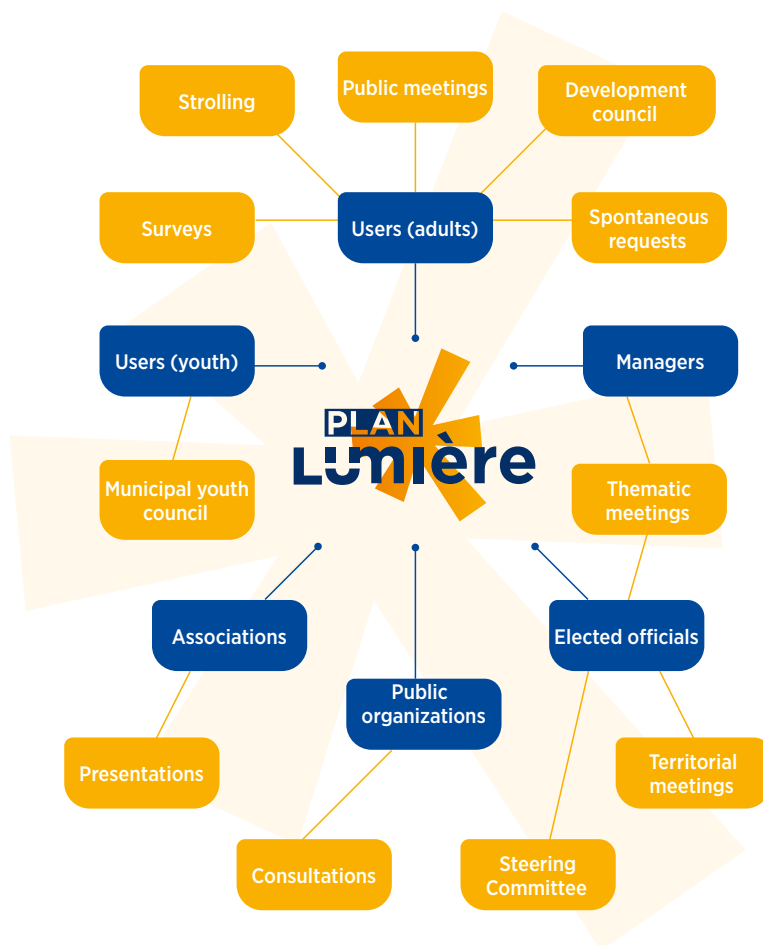 Strolling
Public meetings
Development
council
Surveys
Users (adults)
Spontaneous
requests
Users (youth)
Managers
PLAN
Lumière
Municipal youth
council
Thematic
meetings
Associations
Elected officials
Public
organizations
Presentations
Territorial
meetings
Consultations
Steering
Committee